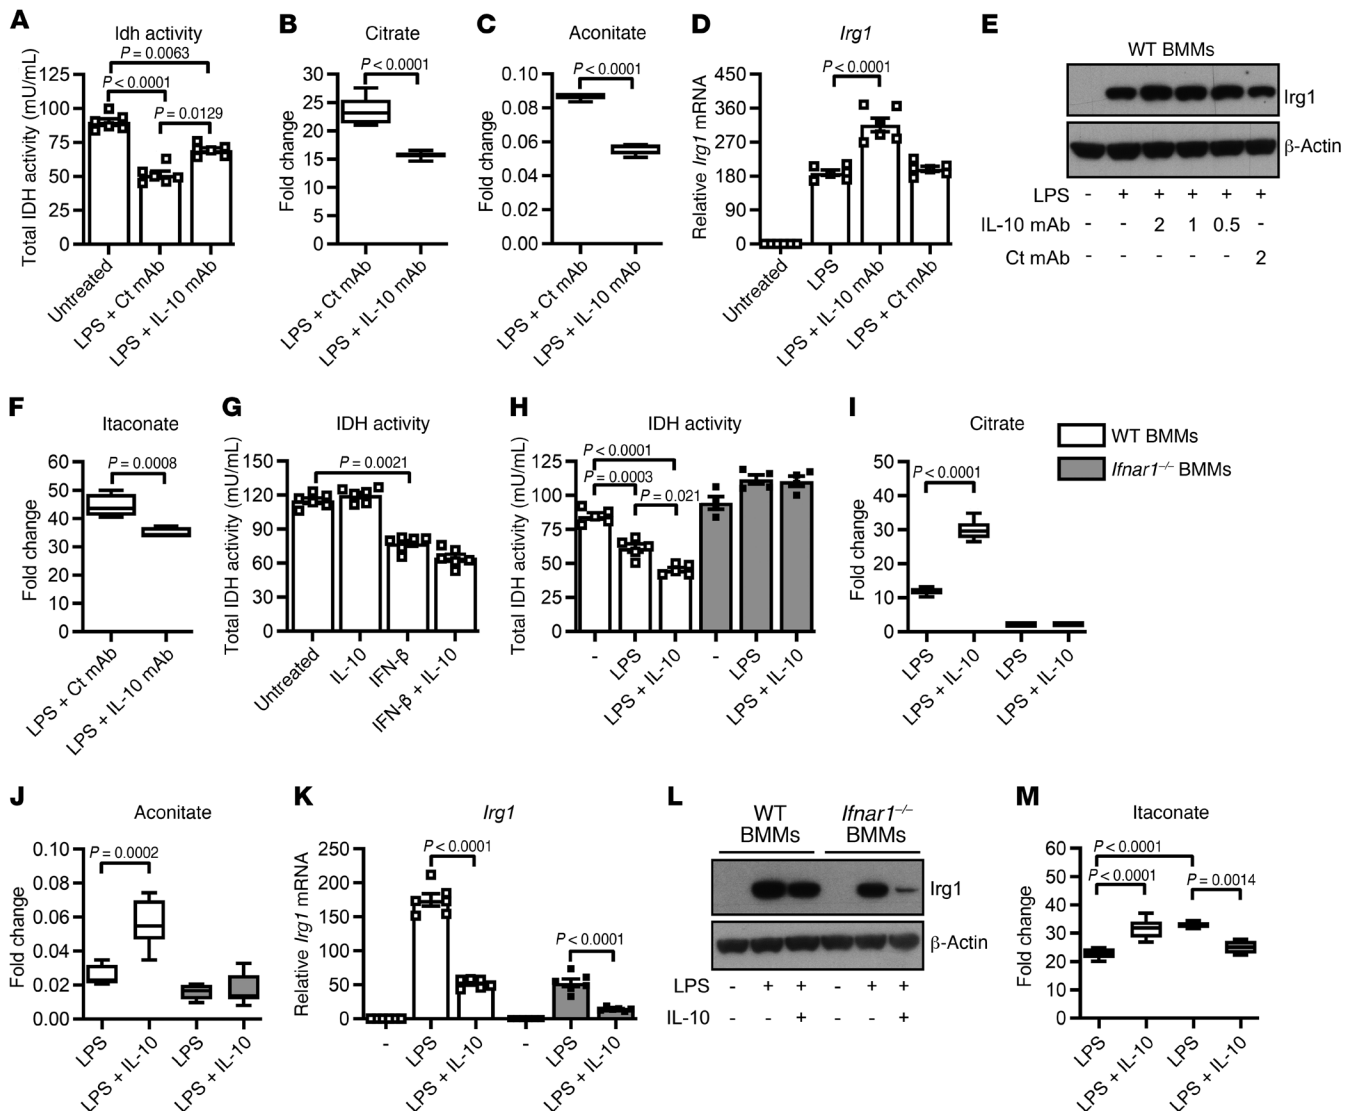 A
Idh activity
P = 0.0063
P < 0.0001
P = 0.0129
Total IDH activity (mU/mL)
125
100
75
50
25
0
Untreated
LPS + Ct mAb
LPS + IL-10 mAb
B
Citrate
P < 0.0001
Fold change
30
25
20
15
10
5
0
LPS + Ct mAb
LPS + IL-10 mAb
C
Aconitate
P < 0.0001
Fold change
0.10
0.08
0.06
0.04
0.02
0.00
LPS + Ct mAb
LPS + IL-10 mAb
D
Irg1
P < 0.0001
Relative Irg1 mRNA
450
360
270
180
90
0
Untreated
LPS
LPS + IL-10 mAb
LPS + Ct mAb
E
WT BMMs
Irg1
β-Actin
LPS - + + + + +
IL-10 mAb - - 2 1 0.5 -
Ct mAb - - - - - 2
F
Itaconate
P = 0.0008
Fold change
60
50
40
30
20
10
0
LPS + Ct mAb
LPS + IL-10 mAb
G
IDH activity
P = 0.0021
Total IDH activity (mU/mL)
150
120
90
60
30
0
Untreated
IL-10
IFN-β
IFN-β + IL-10
H
IDH activity
P < 0.0001
P = 0.0003
P = 0.021
Total IDH activity (mU/mL)
125
100
75
50
25
0
-
LPS
LPS + IL-10
-
LPS
LPS + IL-10
I
Citrate
P < 0.0001
Fold change
50
40
30
20
10
0
LPS
LPS + IL-10
LPS
LPS + IL-10
WT BMMs
Ifnar1–/– BMMs
J
Aconitate
P = 0.0002
Fold change
0.10
0.08
0.06
0.04
0.02
0.00
LPS
LPS + IL-10
LPS
LPS + IL-10
K
Irg1
P < 0.0001
P < 0.0001
Relative Irg1 mRNA
250
200
150
100
50
0
-
LPS
LPS + IL-10
-
LPS
LPS + IL-10
L
WT BMMs
Ifnar1–/– BMMs
Irg1
β-Actin
LPS - + + - + +
IL-10 - - + - - +
M
Itaconate
P < 0.0001
P < 0.0001
P = 0.0014
Fold change
60
50
40
30
20
10
0
LPS
LPS + IL-10
LPS
LPS + IL-10